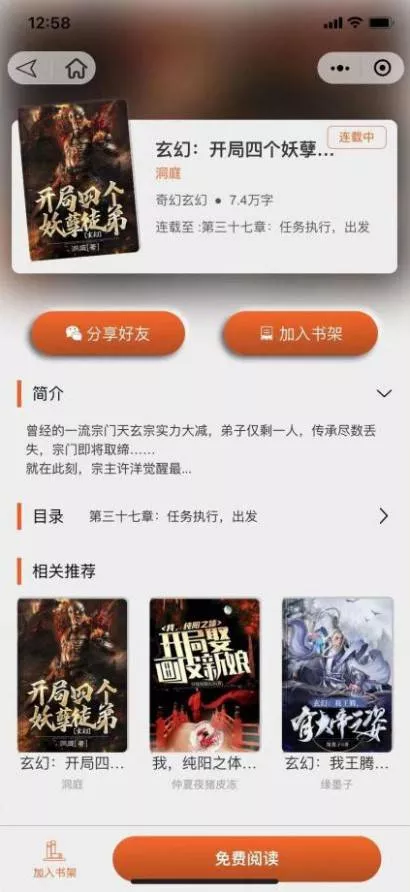 12:58
开局四个
妖孽徒弟
[玄幻]
洞庭[著]
连载中
玄幻：开局四个妖孽...
洞庭
奇幻玄幻 ● 7.4万字
连载至 :第三十七章：任务执行，出发
分享好友
加入书架
简介
曾经的一流宗门天玄宗实力大减，弟子仅剩一人，传承尽数丢
失，宗门即将取缔……
就在此刻，宗主许洋觉醒最...
目录
第三十七章：任务执行，出发
相关推荐
开局四个
妖孽徒弟
[玄幻]
洞庭[著]
玄幻：开局四个...
洞庭
我，纯阳之体
开局娶
画皮新娘
我，纯阳之体...
仲夏夜猪皮冻
玄幻：我王腾，
有大帝之姿
玄幻：我王腾...
缘墨子
加入书架
免费阅读